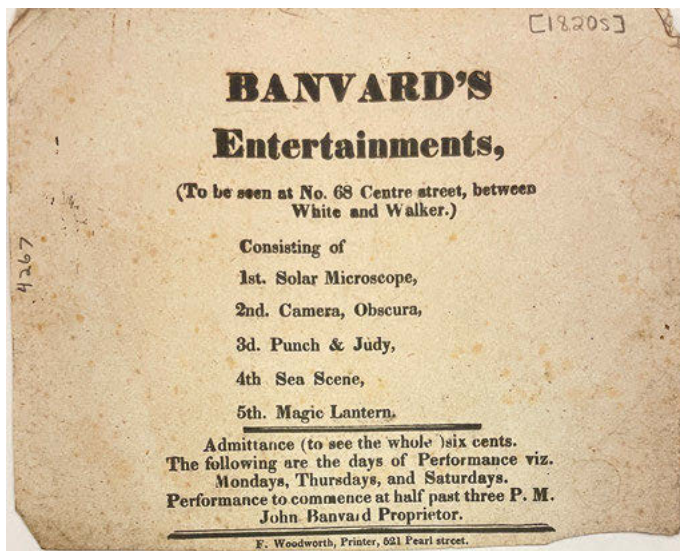 [1820s]
BANVARD'S
Entertainments,
(To be seen at No. 68 Centre street, between
White and Walker.)
Consisting of
1st. Solar Microscope,
2nd. Camera, Obscura,
3d. Punch & Judy,
4th Sea Scene,
5th. Magic Lantern.
Admittance (to see the whole )six cents.
The following are the days of Performance viz.
Mondays, Thursdays, and Saturdays.
Performance to commence at half past three P. M.
John Banvard Proprietor.
F. Woodworth, Printer, 521 Pearl street.
4267